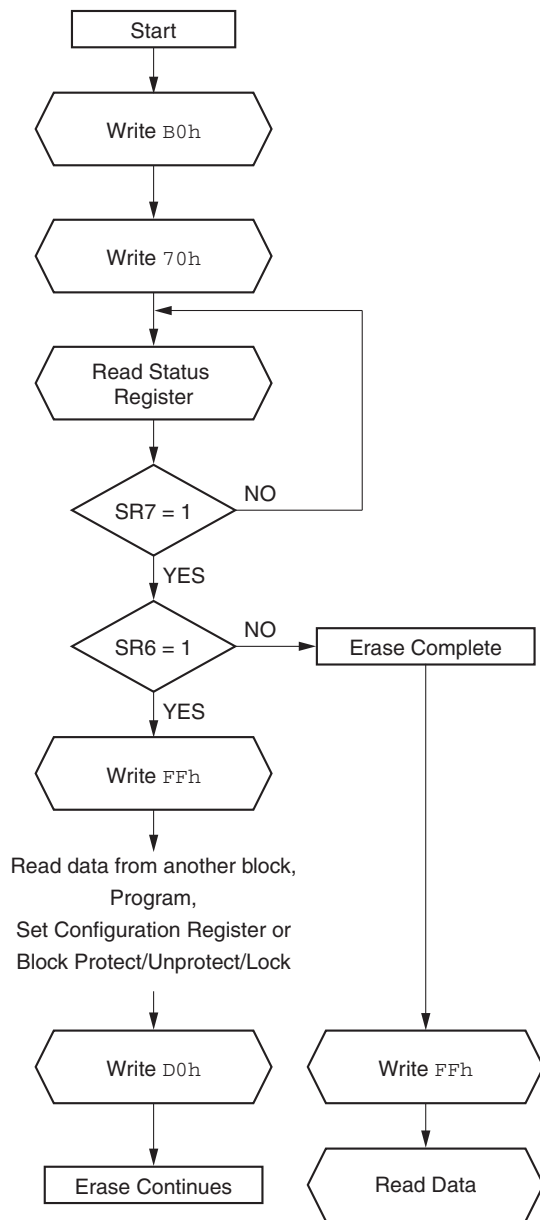 Start
Write B0h
Write 70h
Read Status
Register
SR7 = 1
NO
YES
SR6 = 1
NO
Erase Complete
YES
Write FFh
Read data from another block,
Program,
Set Configuration Register or
Block Protect/Unprotect/Lock
Write D0h
Write FFh
Erase Continues
Read Data